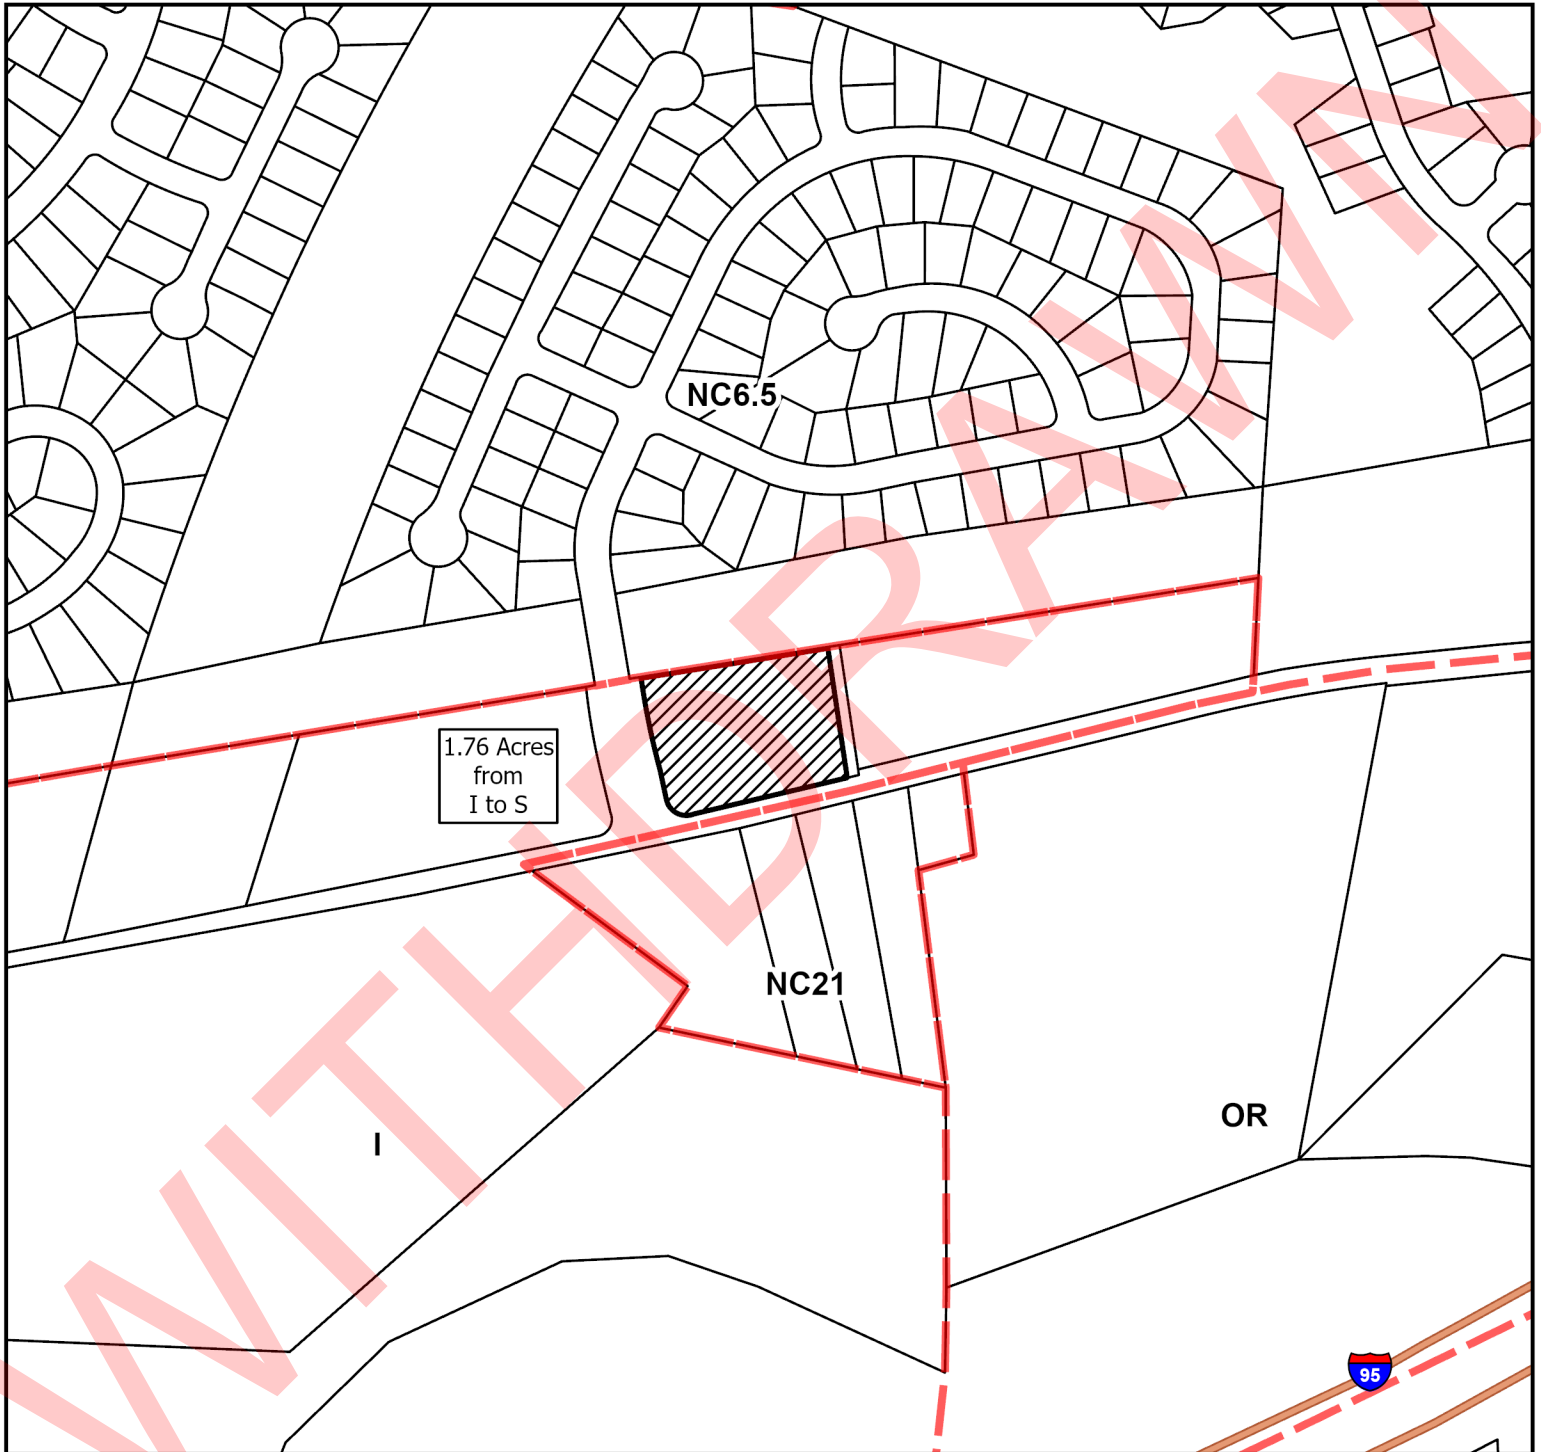 NC6.5
1.76 Acres
from
I to S
NC21
I
OR
95
WITHDRAWN